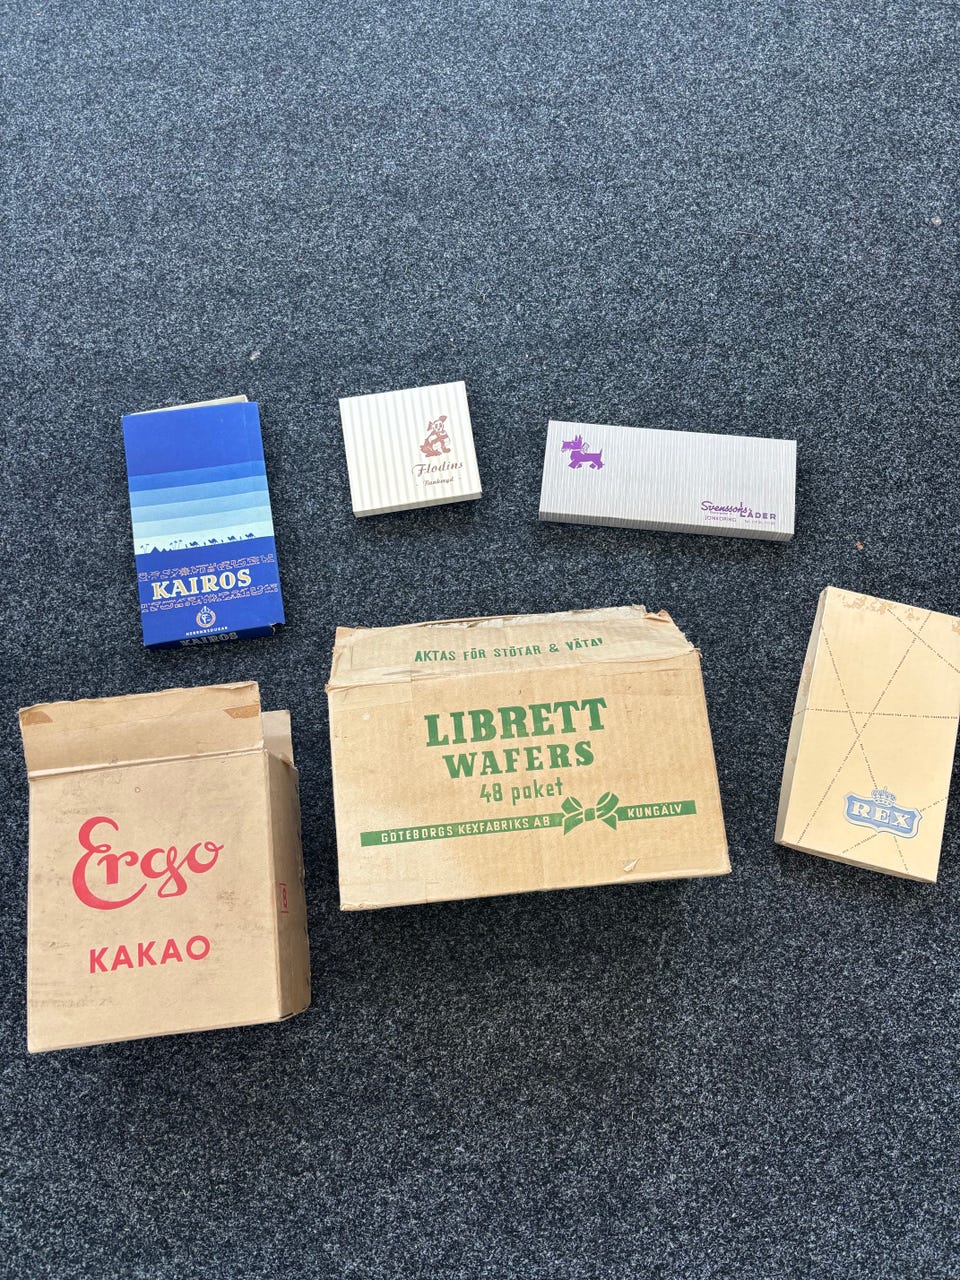 KAIROS
HERRNÄSDUKAR
KAIROS
Flodins
Svenssons LÄDER
JÖNKÖPING
AKTAS FÖR STÖTAR & VÄTA!
LIBRETT
WAFERS
48 paket
GÖTEBORGS KEXFABRIKS A.B. KUNGÄLV
REX
Ergo
KAKAO